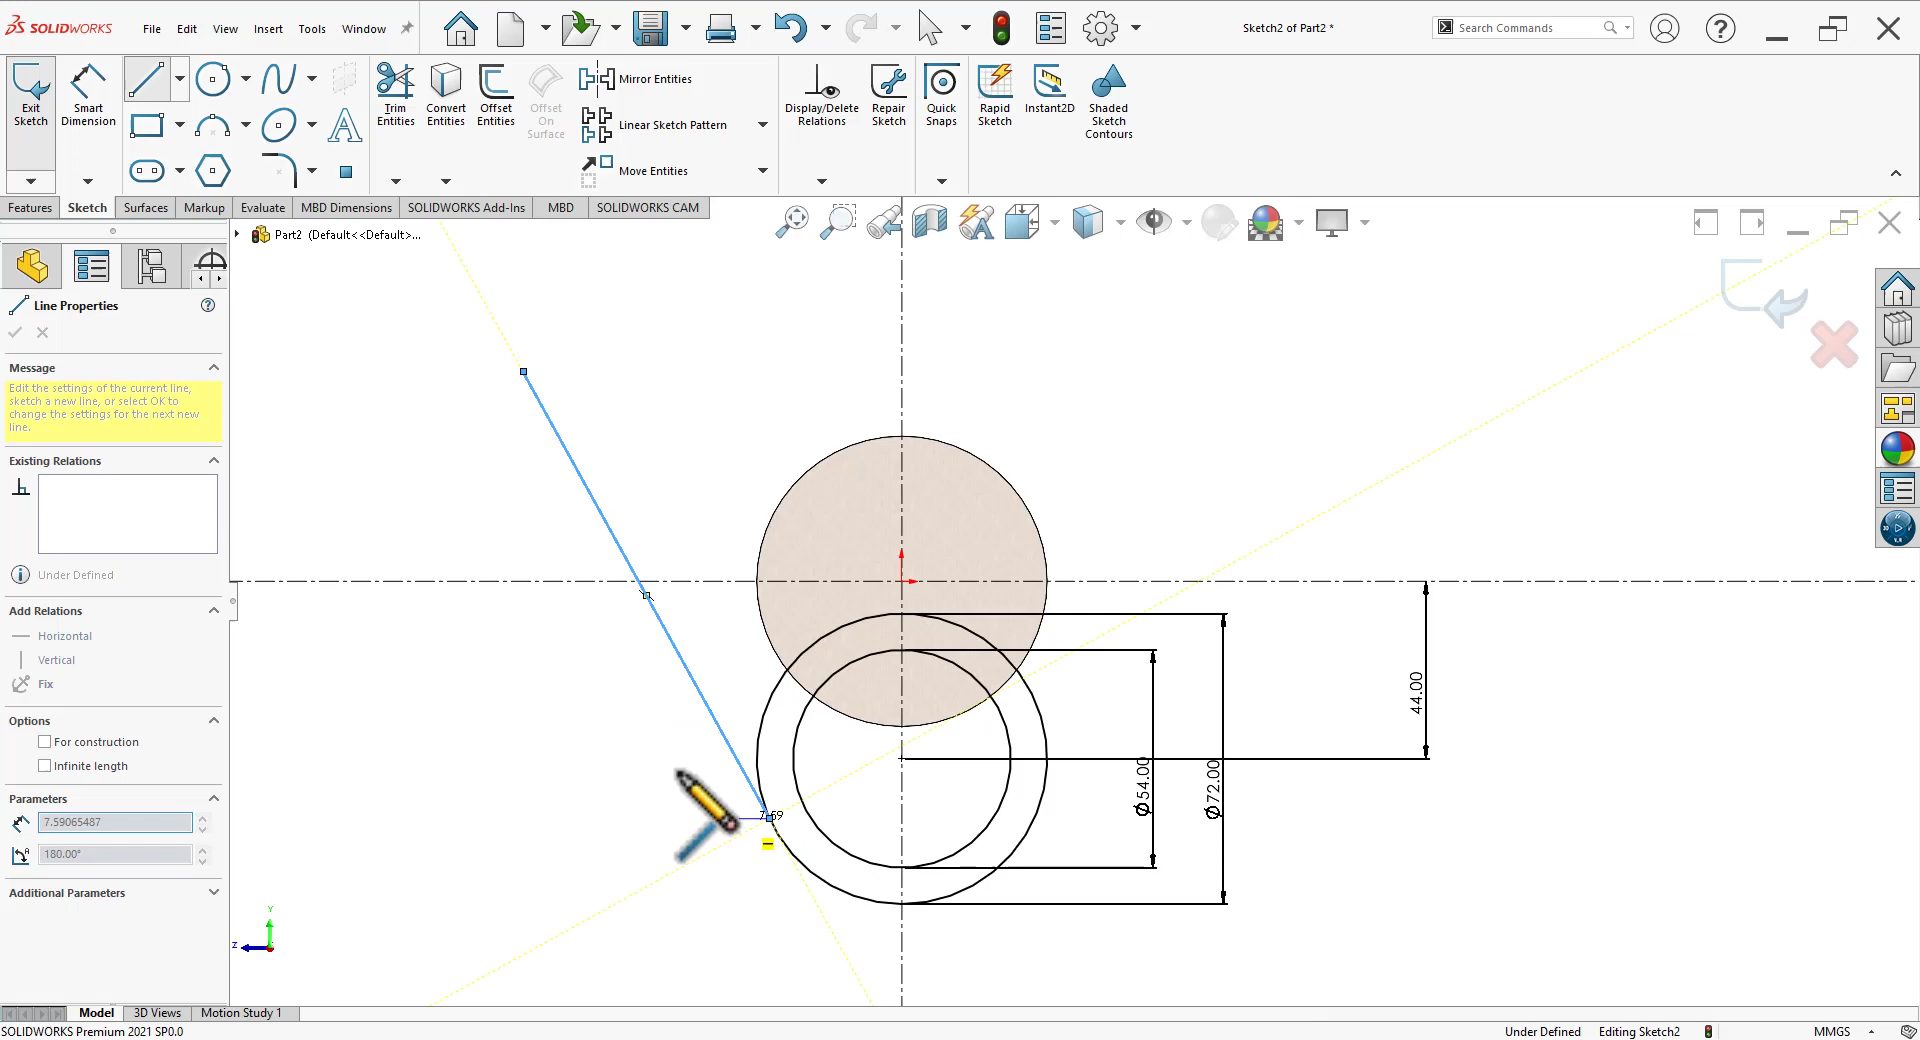 SOLIDWORKS
File Edit View Insert Tools Window
Sketch2 of Part2 *
Search Commands
Exit Sketch
Smart Dimension
Trim Entities
Convert Entities
Offset Entities
Offset On Surface
Mirror Entities
Linear Sketch Pattern
Move Entities
Display/Delete Relations
Repair Sketch
Quick Snaps
Rapid Sketch
Instant2D
Shaded Sketch Contours
Features Sketch Surfaces Markup Evaluate MBD Dimensions SOLIDWORKS Add-Ins MBD SOLIDWORKS CAM
Part2 (Default<<Default>...
Line Properties
Message
Edit the settings of the current line,
sketch a new line, or select OK to
change the settings for the next new
line.
Existing Relations
Under Defined
Add Relations
Horizontal
Vertical
Fix
Options
For construction
Infinite length
Parameters
7.59065487
180.00°
Additional Parameters
7.59
Ø54.00
Ø72.00
44.00
Y
Z
Model 3D Views Motion Study 1
SOLIDWORKS Premium 2021 SP0.0
Under Defined Editing Sketch2 MMGS